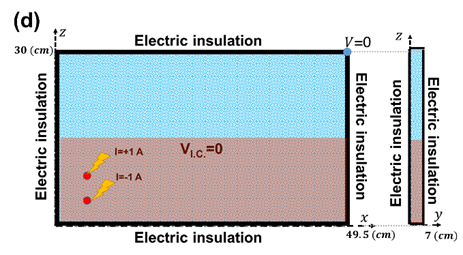 (d)
z
30 (cm)
Electric insulation
V=0
z
Electric insulation
Electric insulation
Electric insulation
Electric insulation
I=+1 A
V I.C.=0
I=-1 A
x
y
Electric insulation
49.5 (cm)
7 (cm)